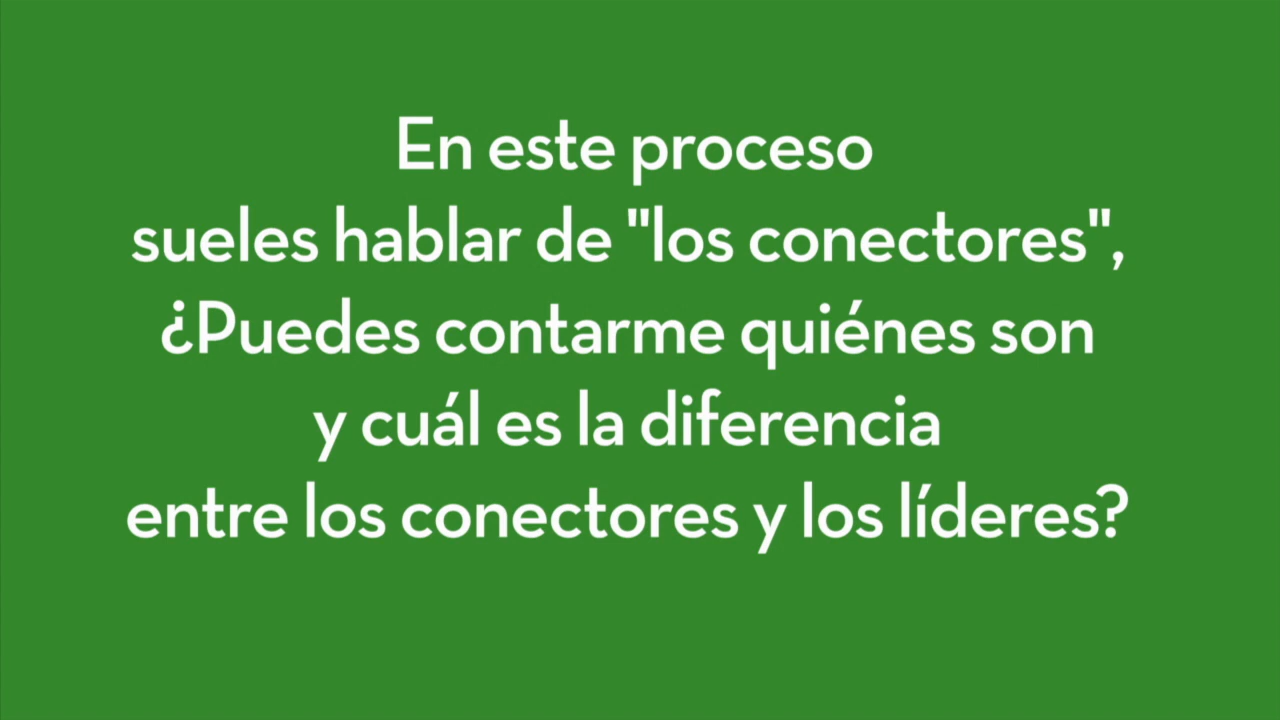 En este proceso
sueles hablar de "los conectores",
¿Puedes contarme quiénes son
y cuál es la diferencia
entre los conectores y los líderes?